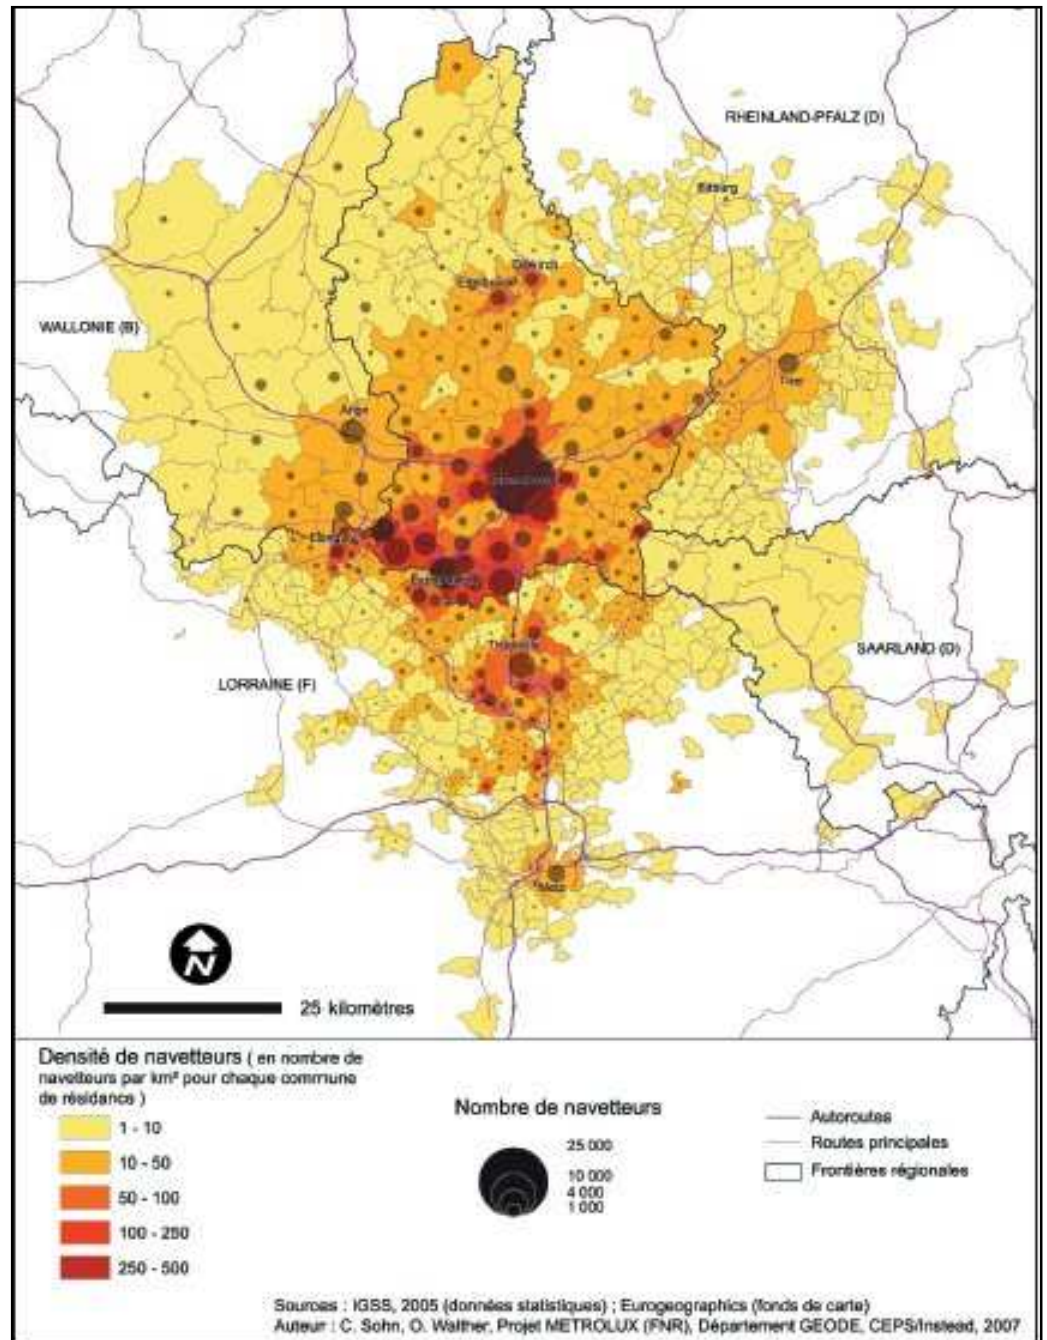 RHEINLAND-PFALZ (D)
Bitburg
Diekirch
WALLONIE (B)
Trier
Arlon
SAARLAND (D)
LORRAINE (F)
Metz
N
25 kilomètres
Densité de navetteurs ( en nombre de
navetteurs par km² pour chaque commune
de résidance )
1 - 10
10 - 50
50 - 100
100 - 250
250 - 500
Nombre de navetteurs
25 000
10 000
4 000
1 000
Autoroutes
Routes principales
Frontières régionales
Sources : IGSS, 2005 (données statistiques) ; Eurogeographics (fonds de carte)
Auteur : C. Sohn, O. Walther, Projet METROLUX (FNR), Département GEODE, CEPS/Instead, 2007